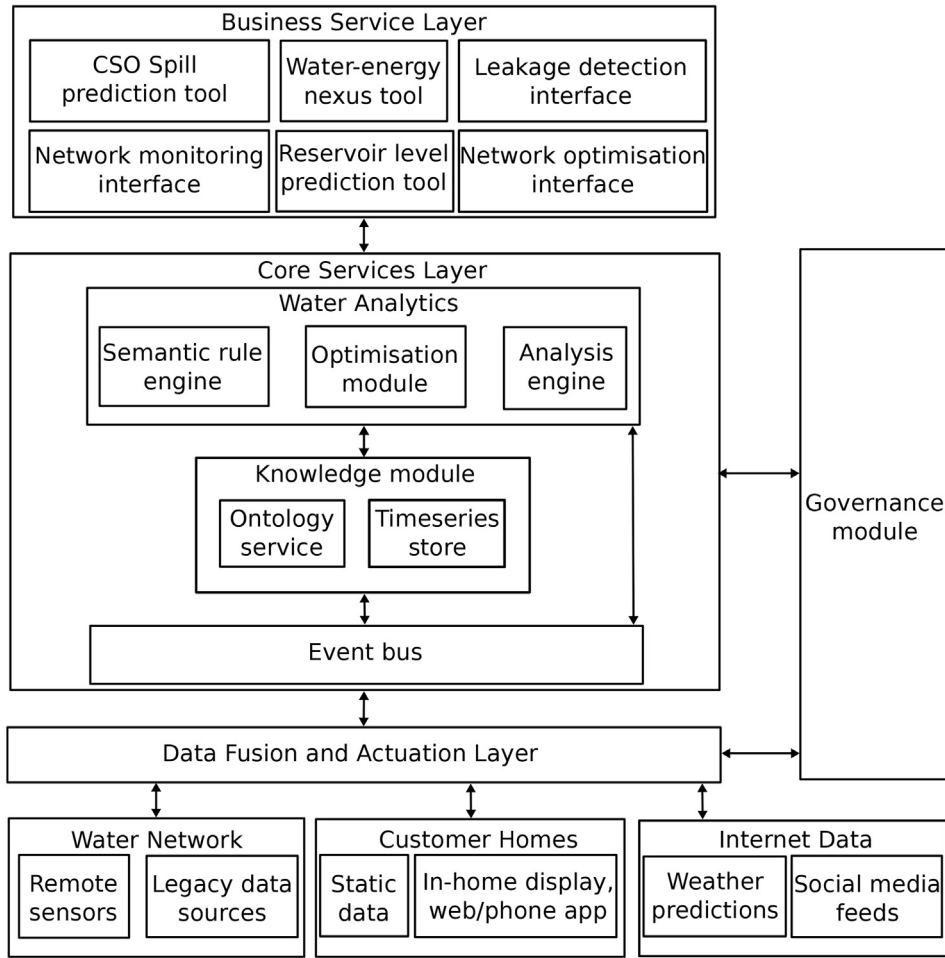 Business Service Layer
CSO Spill
prediction tool
Water-energy
nexus tool
Leakage detection
interface
Network monitoring
interface
Reservoir level
prediction tool
Network optimisation
interface
Core Services Layer
Water Analytics
Semantic rule
engine
Optimisation
module
Analysis
engine
Knowledge module
Ontology
service
Timeseries
store
Event bus
Governance
module
Data Fusion and Actuation Layer
Water Network
Remote
sensors
Legacy data
sources
Customer Homes
Static
data
In-home display,
web/phone app
Internet Data
Weather
predictions
Social media
feeds